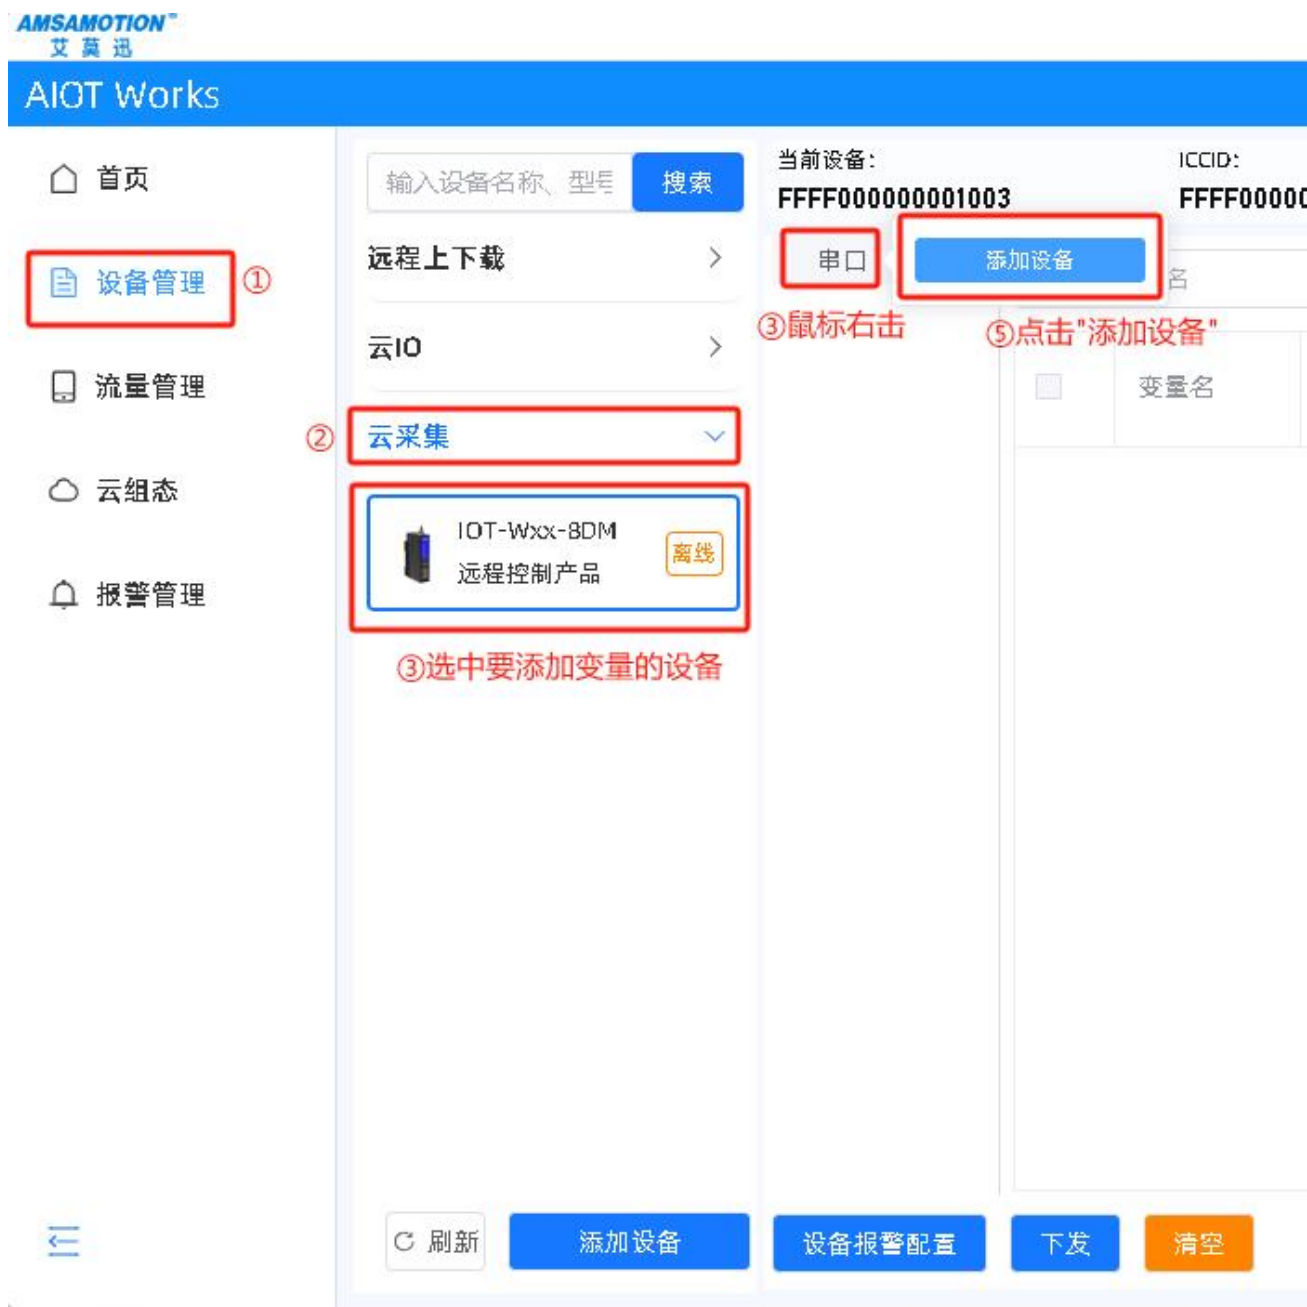 AMSAMOTION
艾莫迅
AIOT Works
首页
设备管理
①
流量管理
云组态
报警管理
输入设备名称、型号
搜索
远程上下载
云IO
②
云采集
IOT-Wxx-8DM
远程控制产品
离线
③选中要添加变量的设备
刷新
添加设备
当前设备:
FFFF000000001003
ICCID:
FFFF0000
串口
添加设备
名
③鼠标右击
⑤点击"添加设备"
变量名
设备报警配置
下发
清空